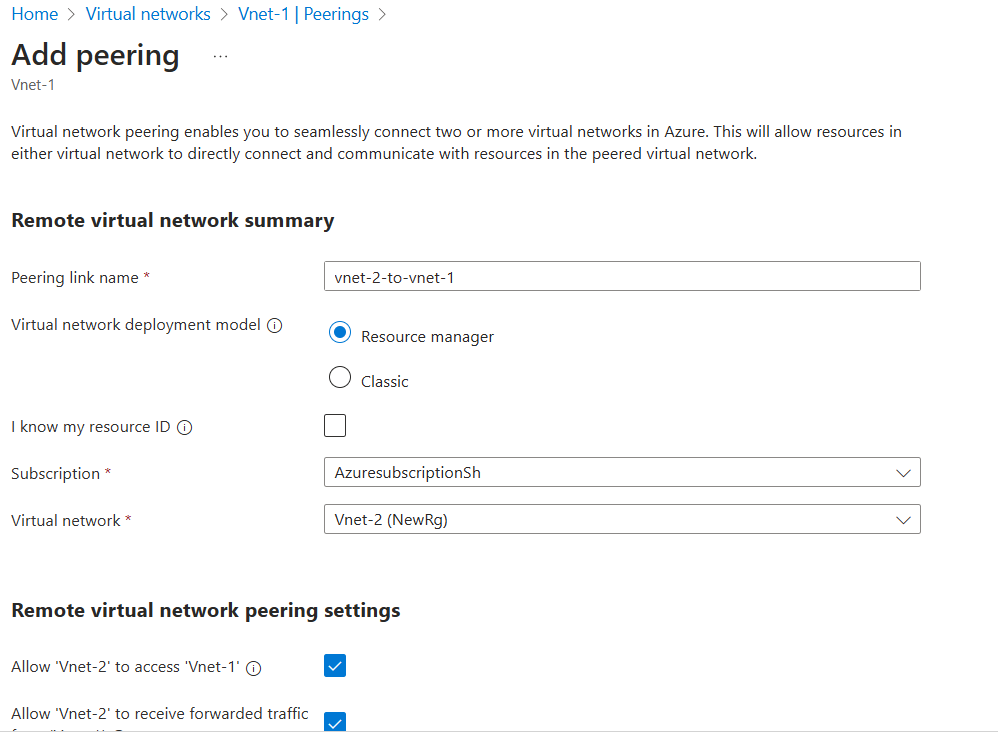 Home > Virtual networks > Vnet-1 | Peerings >
Add peering ...
Vnet-1
Virtual network peering enables you to seamlessly connect two or more virtual networks in Azure. This will allow resources in
either virtual network to directly connect and communicate with resources in the peered virtual network.
Remote virtual network summary
Peering link name *
vnet-2-to-vnet-1
Virtual network deployment model
Resource manager
Classic
I know my resource ID
Subscription *
AzuresubscriptionSh
Virtual network *
Vnet-2 (NewRg)
Remote virtual network peering settings
Allow 'Vnet-2' to access 'Vnet-1'
Allow 'Vnet-2' to receive forwarded traffic